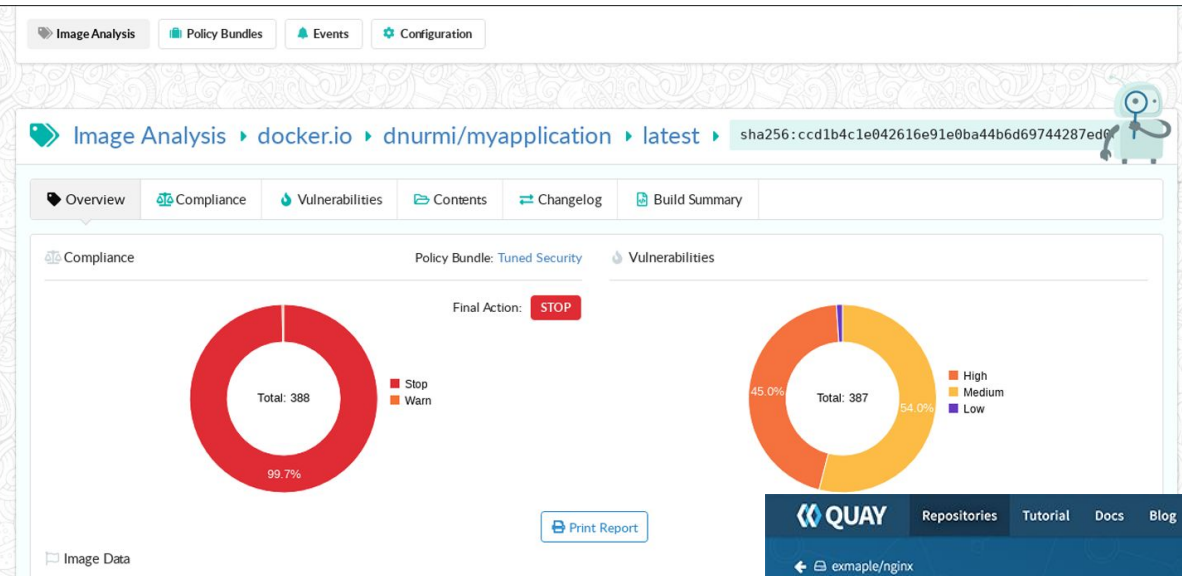 Image Analysis Policy Bundles Events Configuration
Image Analysis docker.io dnurmi/myapplication latest sha256:ccd1b4c1e042616e91e0ba44b6d69744287ed0
Overview Compliance Vulnerabilities Contents Changelog Build Summary
Compliance Policy Bundle: Tuned Security Vulnerabilities
Final Action: STOP
Stop
Warn
Total: 388
99.7%
High
Medium
Low
45.0%
Total: 387
54.0%
Print Report
Image Data
QUAY Repositories Tutorial Docs Blog
exmaple/nginx